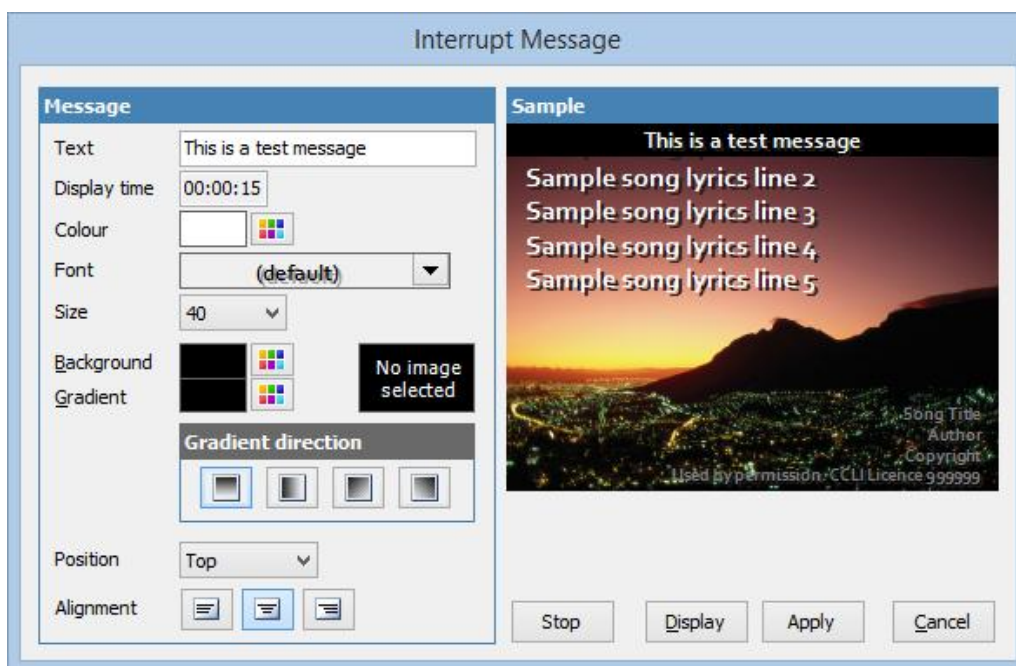 Interrupt Message
Message
Text This is a test message
Display time 00:00:15
Colour
Font (default)
Size 40
Background
Gradient
No image
selected
Gradient direction
Position Top
Alignment
Sample
This is a test message
Sample song lyrics line 2
Sample song lyrics line 3
Sample song lyrics line 4
Sample song lyrics line 5
Song Title
Author
Copyright
Used by permission. CCLI Licence 999999
Stop Display Apply Cancel